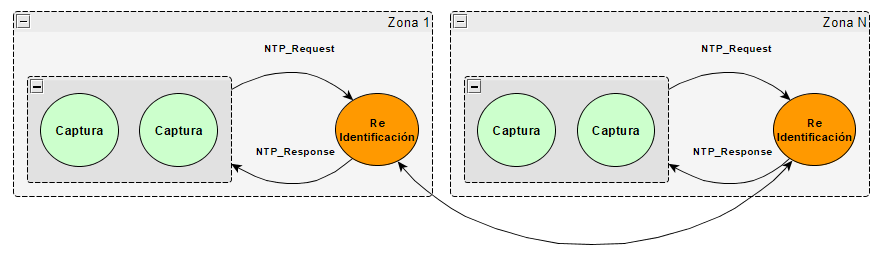 Zona 1
NTP_Request
Captura
Captura
Re
Identificación
NTP_Response
Zona N
NTP_Request
Captura
Captura
Re
Identificación
NTP_Response